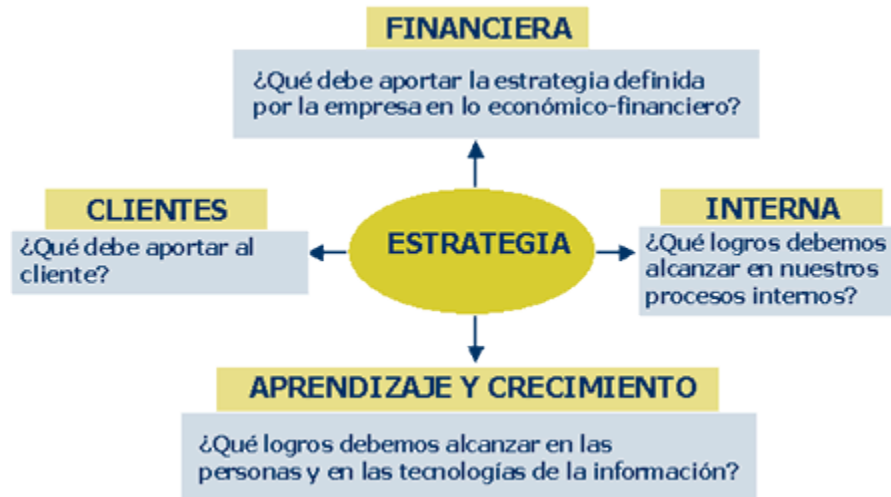 FINANCIERA
¿Qué debe aportar la estrategia definida
por la empresa en lo económico-financiero?
CLIENTES
¿Qué debe aportar al
cliente?
ESTRATEGIA
INTERNA
¿Qué logros debemos
alcanzar en nuestros
procesos internos?
APRENDIZAJE Y CRECIMIENTO
¿Qué logros debemos alcanzar en las
personas y en las tecnologías de la información?